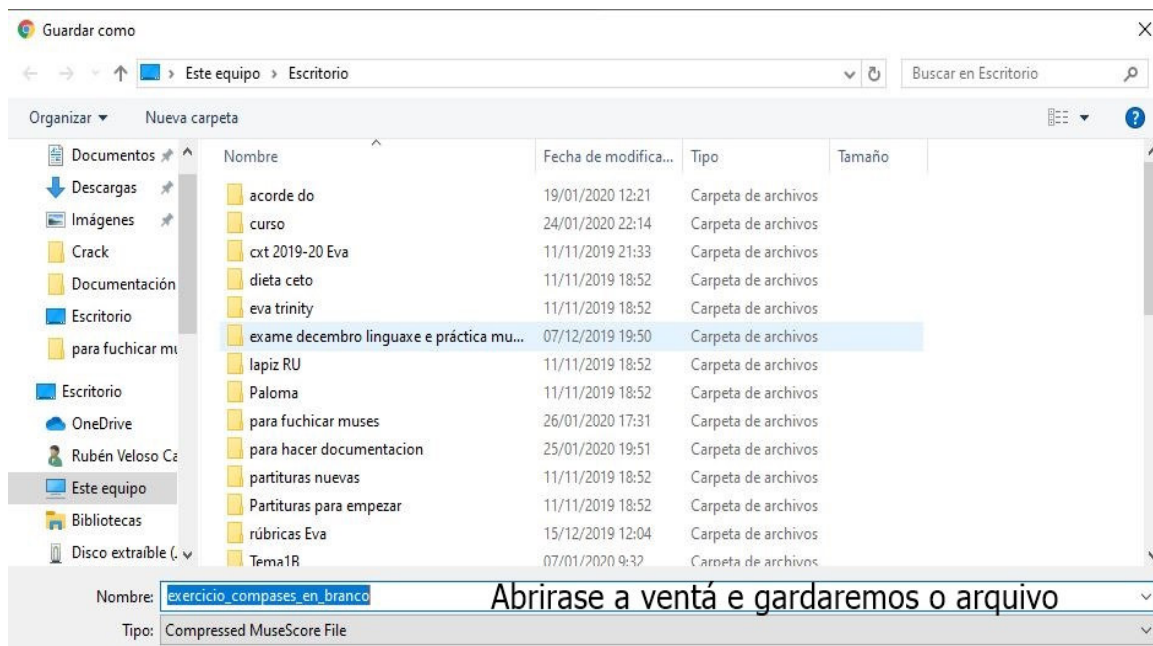 Guardar como
Este equipo › Escritorio
Buscar en Escritorio
Organizar
Nueva carpeta
Documentos
Descargas
Imágenes
Crack
Documentación
Escritorio
para fuchicar mu
Escritorio
OneDrive
Rubén Veloso Ca
Este equipo
Bibliotecas
Disco extraíble (.
Nombre Fecha de modifica... Tipo Tamaño
acorde do 19/01/2020 12:21 Carpeta de archivos
curso 24/01/2020 22:14 Carpeta de archivos
cxt 2019-20 Eva 11/11/2019 21:33 Carpeta de archivos
dieta ceto 11/11/2019 18:52 Carpeta de archivos
eva trinity 11/11/2019 18:52 Carpeta de archivos
exame decembro linguaxe e práctica mu... 07/12/2019 19:50 Carpeta de archivos
lapiz RU 11/11/2019 18:52 Carpeta de archivos
Paloma 11/11/2019 18:52 Carpeta de archivos
para fuchicar muses 26/01/2020 17:31 Carpeta de archivos
para hacer documentacion 25/01/2020 19:51 Carpeta de archivos
partituras nuevas 11/11/2019 18:52 Carpeta de archivos
Partituras para empezar 11/11/2019 18:52 Carpeta de archivos
rúbricas Eva 15/12/2019 12:04 Carpeta de archivos
Tema1B 07/01/2020 9:32 Carpeta de archivos
Nombre: exercicio_compases_en_branco
Abrirase a ventá e gardaremos o arquivo
Tipo: Compressed MuseScore File